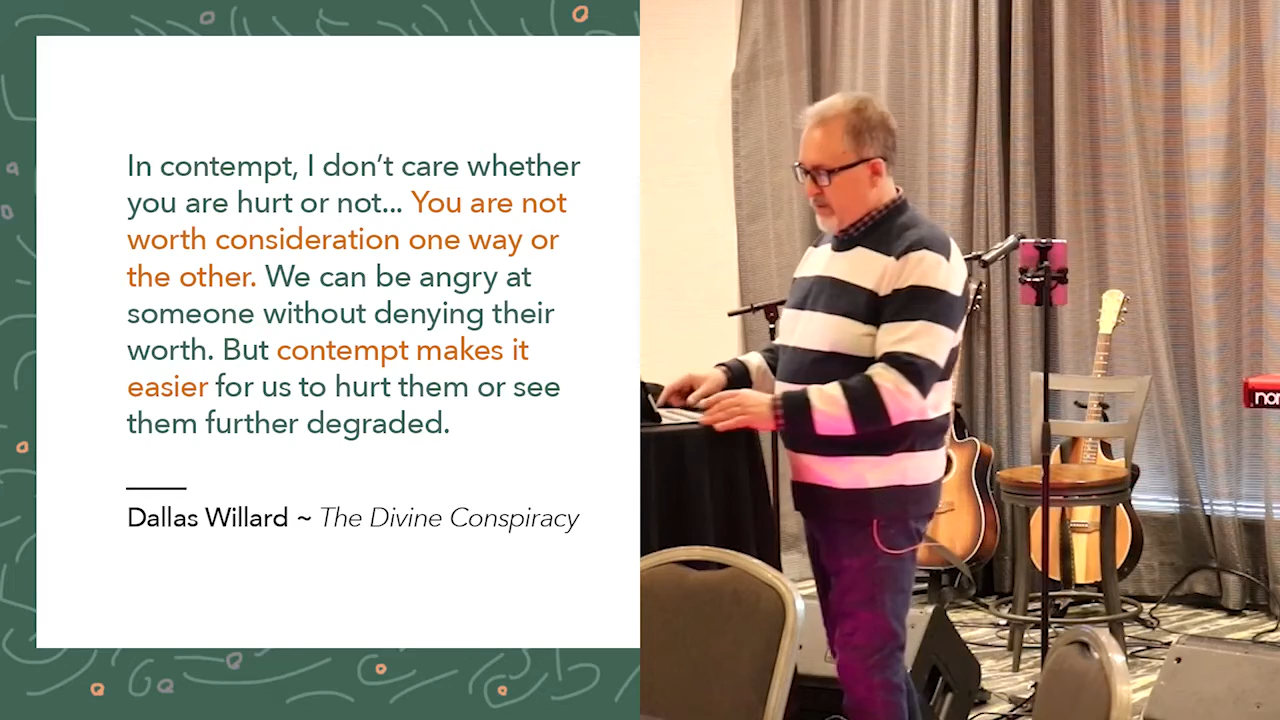 In contempt, I don't care whether
you are hurt or not... You are not
worth consideration one way or
the other. We can be angry at
someone without denying their
worth. But contempt makes it
easier for us to hurt them or see
them further degraded.
Dallas Willard ~ The Divine Conspiracy
nor